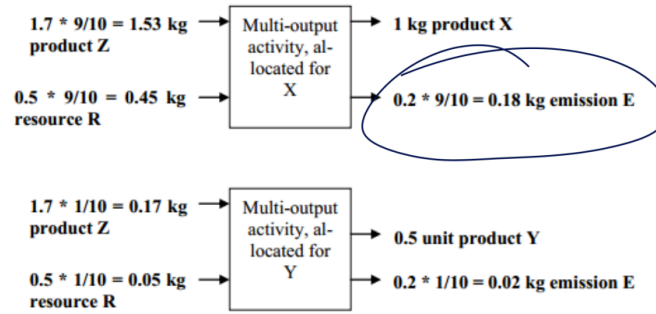 1.7 * 9/10 = 1.53 kg
product Z
0.5 * 9/10 = 0.45 kg
resource R
Multi-output
activity, al-
located for
X
1 kg product X
0.2 * 9/10 = 0.18 kg emission E
1.7 * 1/10 = 0.17 kg
product Z
0.5 * 1/10 = 0.05 kg
resource R
Multi-output
activity, al-
located for
Y
0.5 unit product Y
0.2 * 1/10 = 0.02 kg emission E